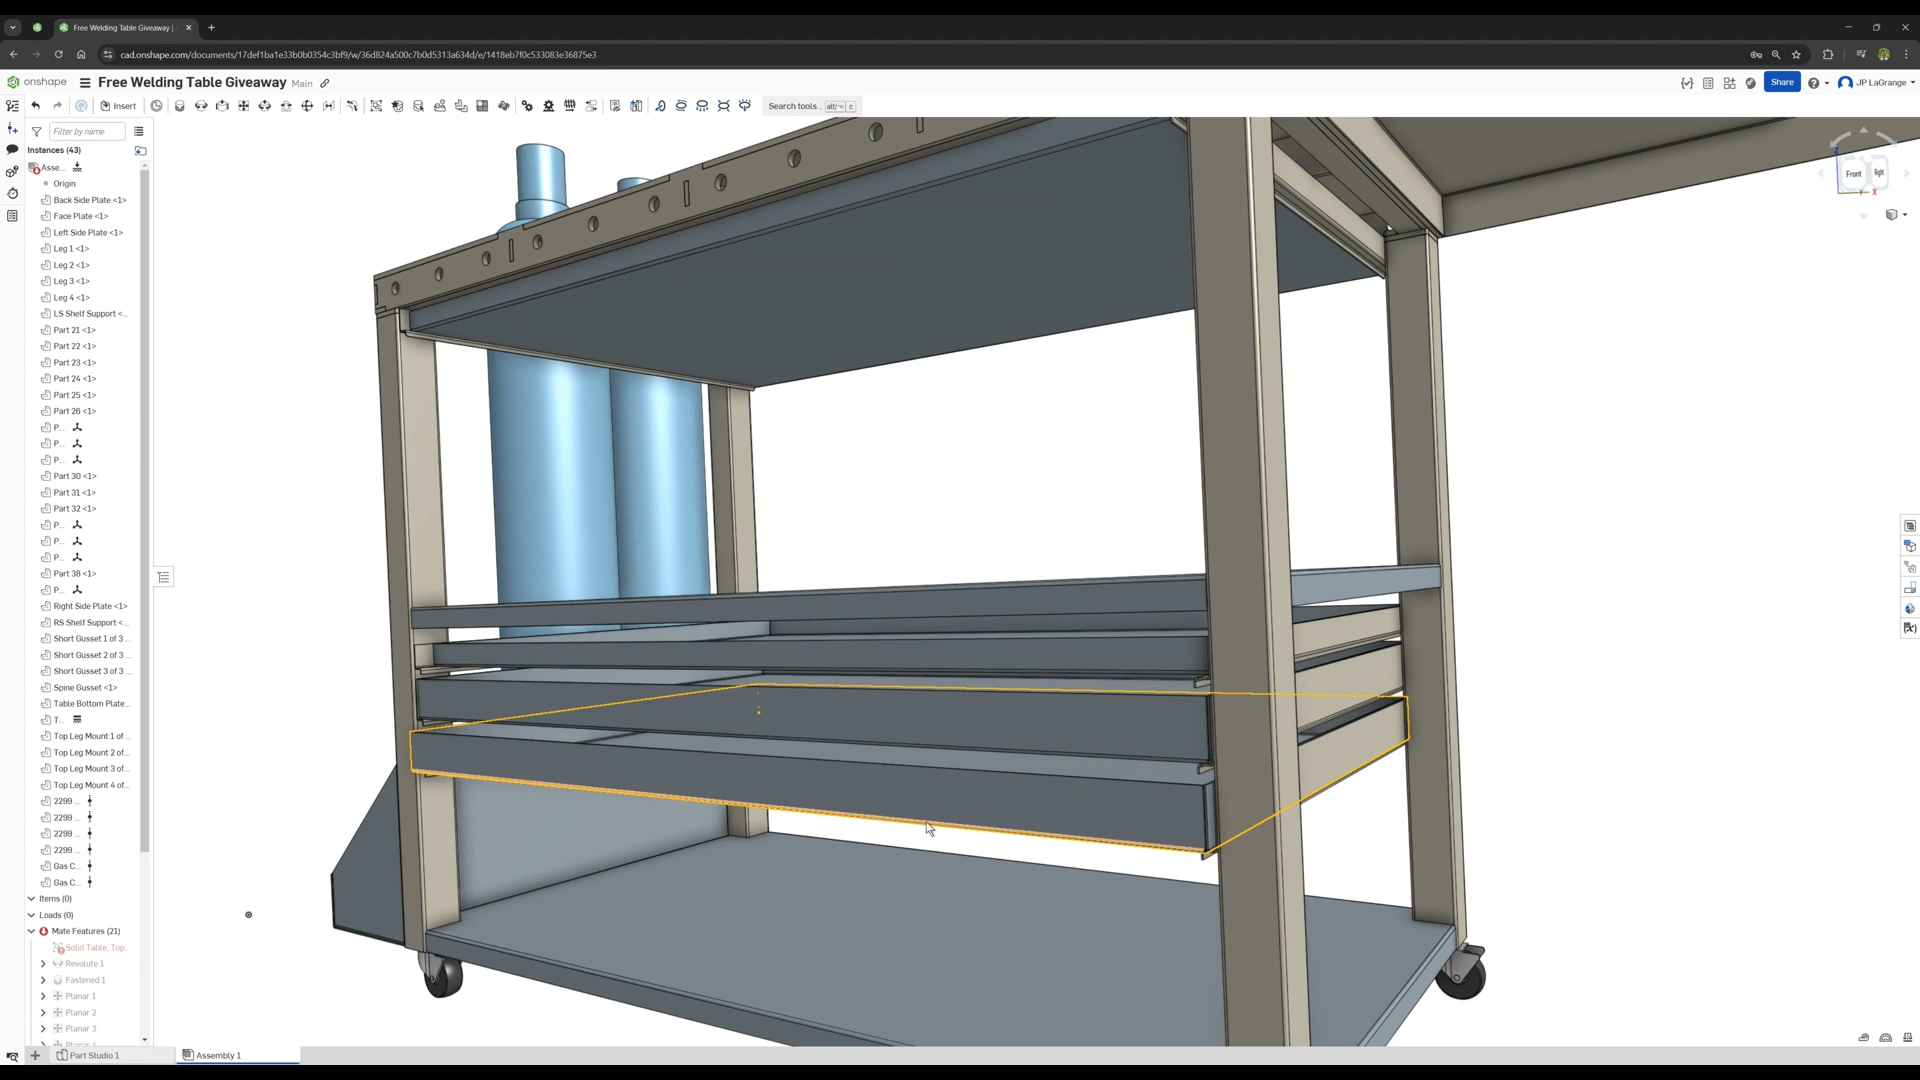 Free Welding Table Giveaway |
cad.onshape.com/documents/17def1ba1e33b0b0354c3bf9/w/36d824a500c7b0d5313a634d/e/1418eb7f0c533083e36875e3
onshape
Free Welding Table Giveaway Main
Share
JP LaGrange
Insert
Search tools... alt/⌥ c
Filter by name
Instances (43)
Asse...
Origin
Back Side Plate <1>
Face Plate <1>
Left Side Plate <1>
Leg 1 <1>
Leg 2 <1>
Leg 3 <1>
Leg 4 <1>
LS Shelf Support <...
Part 21 <1>
Part 22 <1>
Part 23 <1>
Part 24 <1>
Part 25 <1>
Part 26 <1>
P...
P...
P...
Part 30 <1>
Part 31 <1>
Part 32 <1>
P...
P...
P...
Part 38 <1>
P...
Right Side Plate <1>
RS Shelf Support <...
Short Gusset 1 of 3 ...
Short Gusset 2 of 3 ...
Short Gusset 3 of 3 ...
Spine Gusset <1>
Table Bottom Plate...
T...
Top Leg Mount 1 of ...
Top Leg Mount 2 of...
Top Leg Mount 3 of...
Top Leg Mount 4 of...
2299 ...
2299 ...
2299 ...
2299 ...
Gas C...
Gas C...
Items (0)
Loads (0)
Mate Features (21)
Solid Table, Top...
Revolute 1
Fastened 1
Planar 1
Planar 2
Planar 3
Planar 4
Front
Right
Z
Y
X
Part Studio 1
Assembly 1